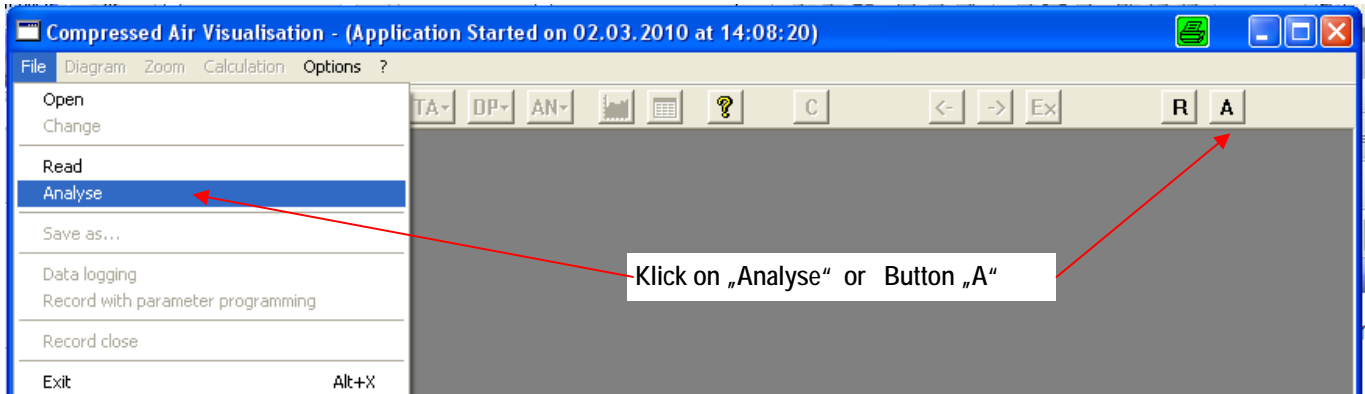 Compressed Air Visualisation - (Application Started on 02.03.2010 at 14:08:20)
File Diagram Zoom Calculation Options ?
TA DP AN ? C <- -> Ex R A
Open
Change
Read
Analyse
Save as...
Klick on „Analyse“ or Button „A“
Data logging
Record with parameter programming
Record close
Exit Alt+X